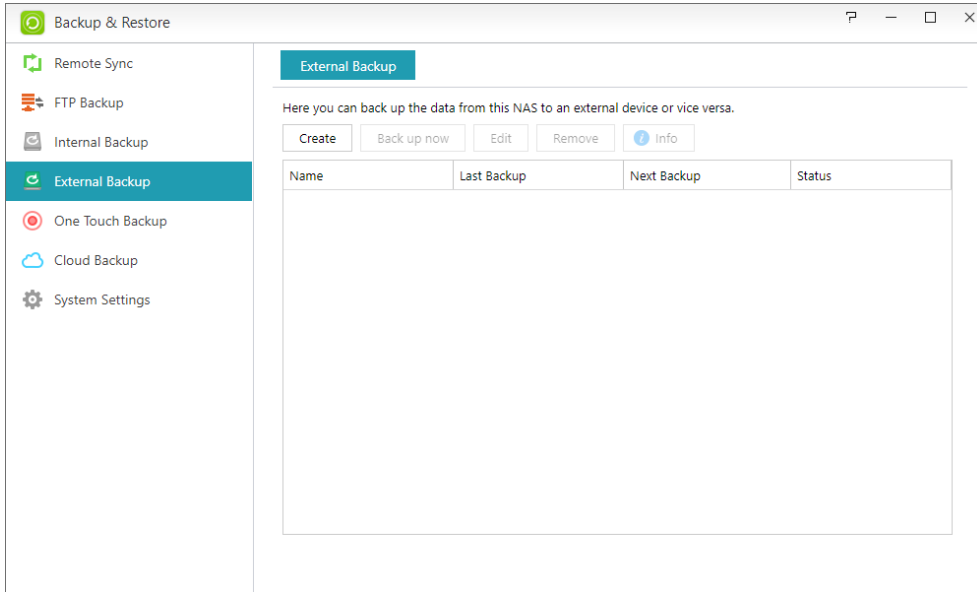 Backup & Restore
Remote Sync
FTP Backup
Internal Backup
External Backup
One Touch Backup
Cloud Backup
System Settings
External Backup
Here you can back up the data from this NAS to an external device or vice versa.
Create Back up now Edit Remove Info
Name Last Backup Next Backup Status